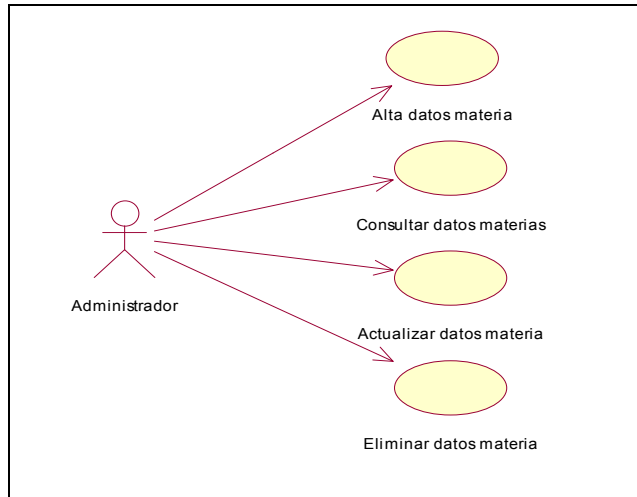 Alta datos materia
Consultar datos materias
Administrador
Actualizar datos materia
Eliminar datos materia